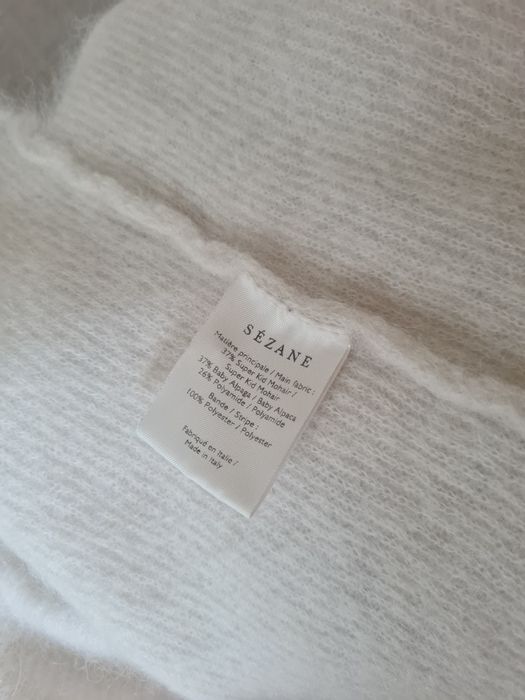 SÉZANE
Matière principale / Main fabric :
37% Super Kid Mohair /
Super Kid Mohair
37% Baby Alpaga / Baby Alpaca
26% Polyamide / Polyamide
Bande / Stripe :
100% Polyester / Polyester
Fabriqué en Italie /
Made in Italy